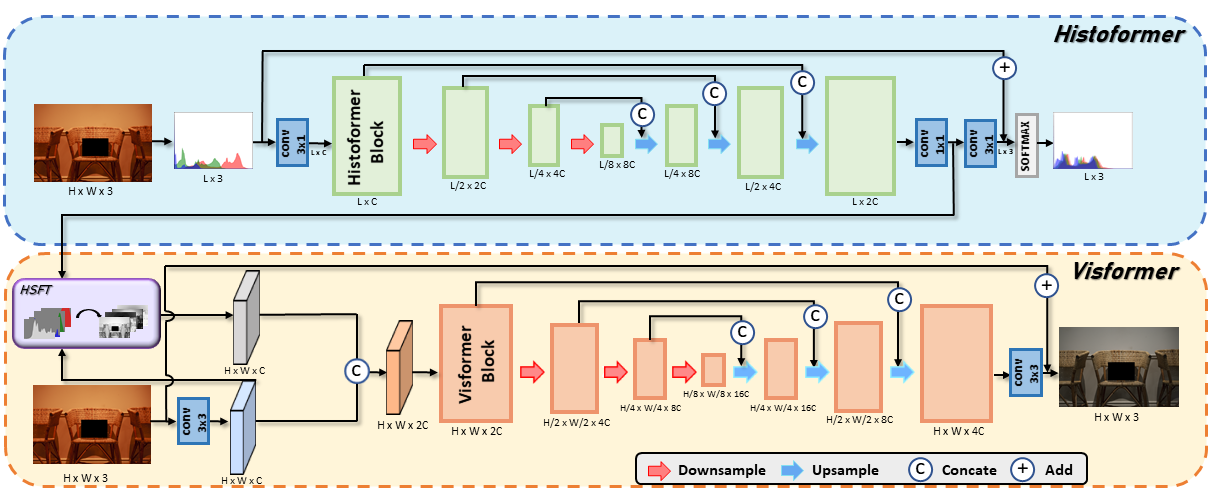 Histoformer
H x W x 3
L x 3
conv
3x1
L x C
Histoformer
Block
L x C
L/2 x 2C
L/4 x 4C
L/8 x 8C
C
L/4 x 8C
C
L/2 x 4C
C
L x 2C
conv
1x1
conv
3x1
+
L x 3
SOFTMAX
L x 3
Visformer
HSFT
H x W x C
H x W x 3
conv
3x3
H x W x C
C
H x W x 2C
Visformer
Block
H x W x 2C
H/2 x W/2 x 4C
H/4 x W/4 x 8C
H/8 x W/8 x 16C
C
H/4 x W/4 x 16C
C
H/2 x W/2 x 8C
C
H x W x 4C
conv
3x3
+
H x W x 3
Downsample
Upsample
C Concate
+ Add